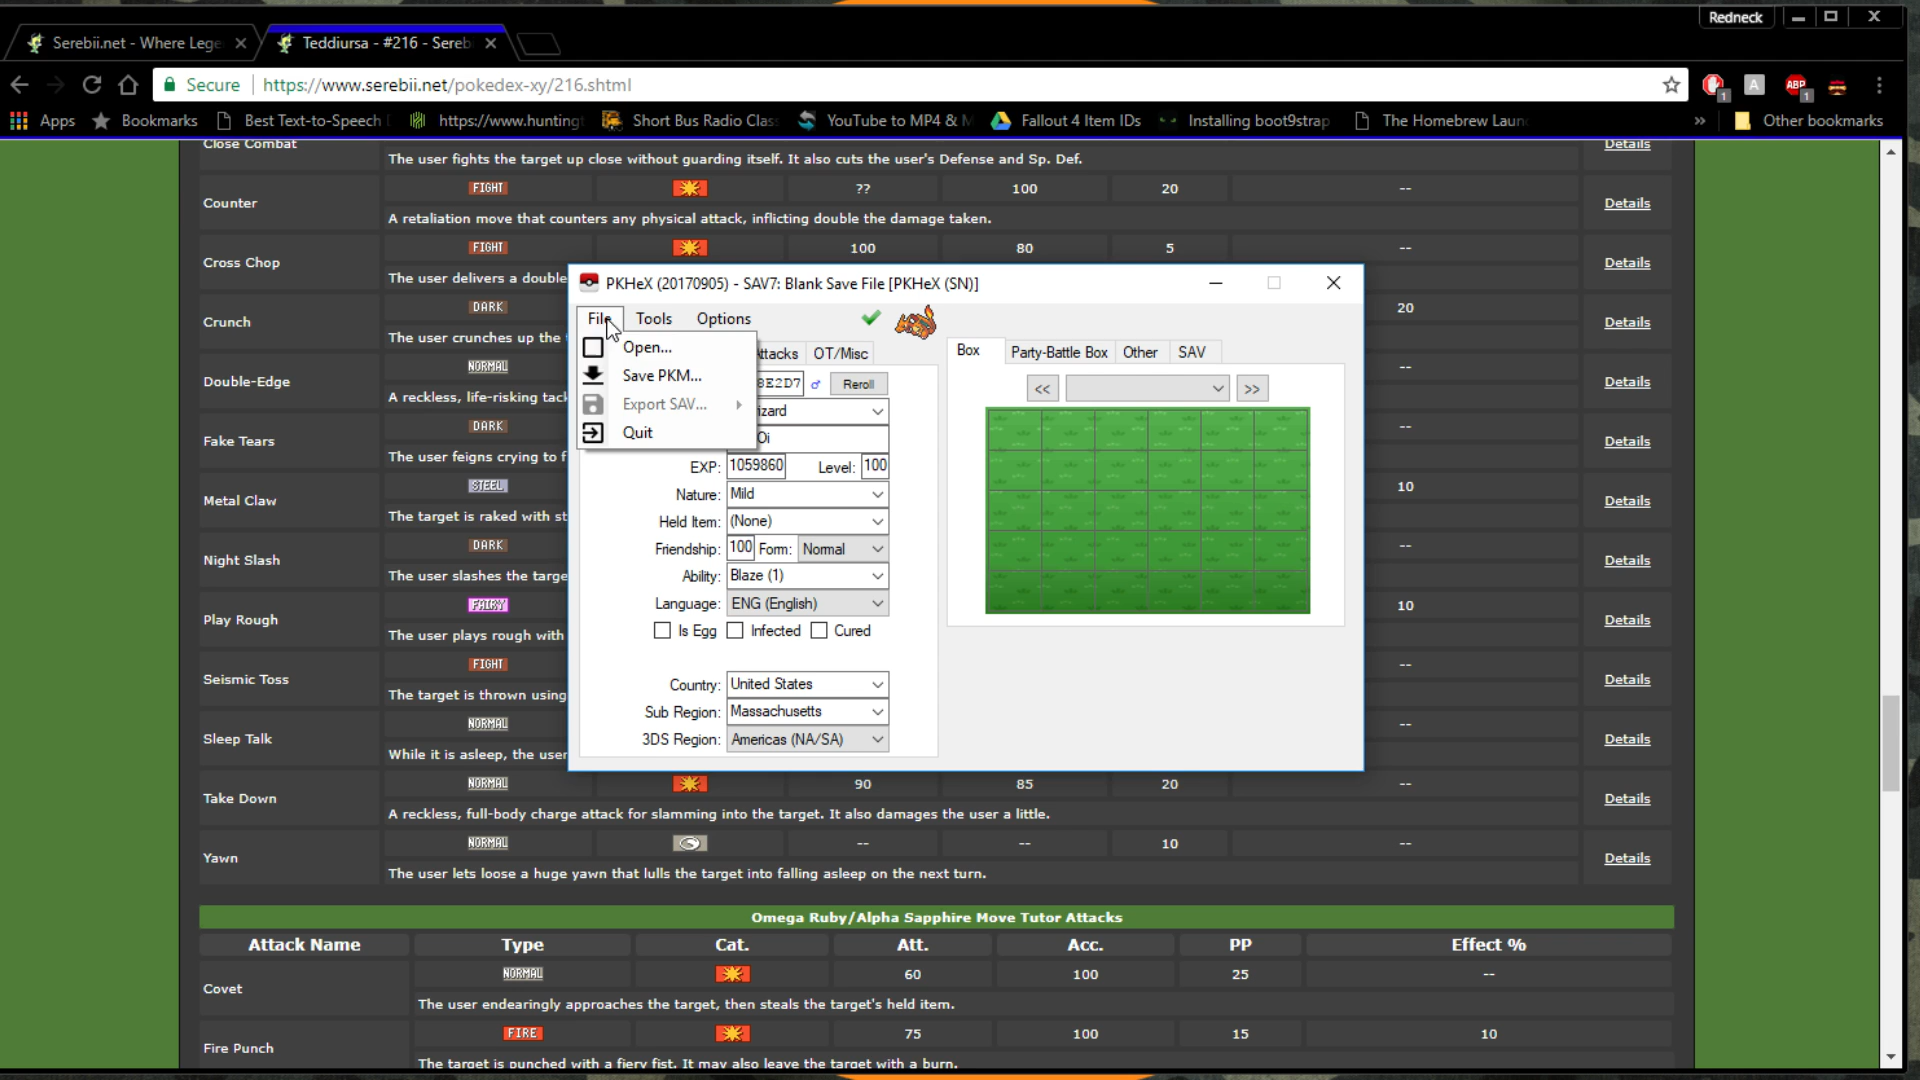 Redneck
Serebii.net - Where Lege
Teddiursa - #216 - Sereb
Secure https://www.serebii.net/pokedex-xy/216.shtml
1 A ABP 1
Apps Bookmarks Best Text-to-Speech https://www.hunting Short Bus Radio Clas YouTube to MP4 & M Fallout 4 Item IDs Installing boot9strap The Homebrew Laun » Other bookmarks
Close Combat Details
The user fights the target up close without guarding itself. It also cuts the user's Defense and Sp. Def.
Counter FIGHT ?? 100 20 -- Details
A retaliation move that counters any physical attack, inflicting double the damage taken.
Cross Chop FIGHT 100 80 5 -- Details
The user delivers a double
Crunch DARK 20 Details
The user crunches up the
Double-Edge NORMAL -- Details
A reckless, life-risking tack
Fake Tears DARK -- Details
The user feigns crying to f
Metal Claw STEEL 10 Details
The target is raked with st
Night Slash DARK -- Details
The user slashes the targe
Play Rough FAIRY 10 Details
The user plays rough with
Seismic Toss FIGHT -- Details
The target is thrown using
Sleep Talk NORMAL -- Details
While it is asleep, the user
Take Down NORMAL 90 85 20 -- Details
A reckless, full-body charge attack for slamming into the target. It also damages the user a little.
Yawn NORMAL -- -- 10 -- Details
The user lets loose a huge yawn that lulls the target into falling asleep on the next turn.
Omega Ruby/Alpha Sapphire Move Tutor Attacks
Attack Name Type Cat. Att. Acc. PP Effect %
Covet NORMAL 60 100 25 --
The user endearingly approaches the target, then steals the target's held item.
Fire Punch FIRE 75 100 15 10
The target is punched with a fiery fist. It may also leave the target with a burn.
PKHeX (20170905) - SAV7: Blank Save File [PKHeX (SN)]
File Tools Options
Open...
Save PKM...
Export SAV...
Quit
ttacks OT/Misc
8E2D7 Reroll
izard
Oi
EXP: 1059860 Level: 100
Nature: Mild
Held Item: (None)
Friendship: 100 Form: Normal
Ability: Blaze (1)
Language: ENG (English)
Is Egg Infected Cured
Country: United States
Sub Region: Massachusetts
3DS Region: Americas (NA/SA)
Box Party-Battle Box Other SAV
<< >>